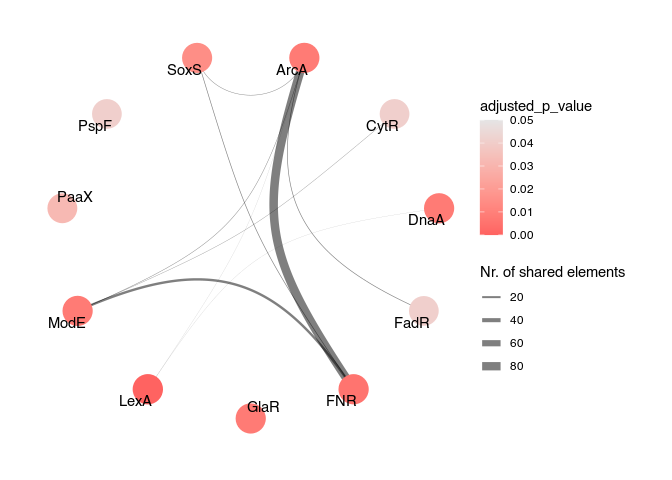 SoxS
ArcA
PspF
CytR
PaaX
DnaA
ModE
FadR
LexA
GlaR
FNR
adjusted_p_value
0.05
0.04
0.03
0.02
0.01
0.00
Nr. of shared elements
20
40
60
80